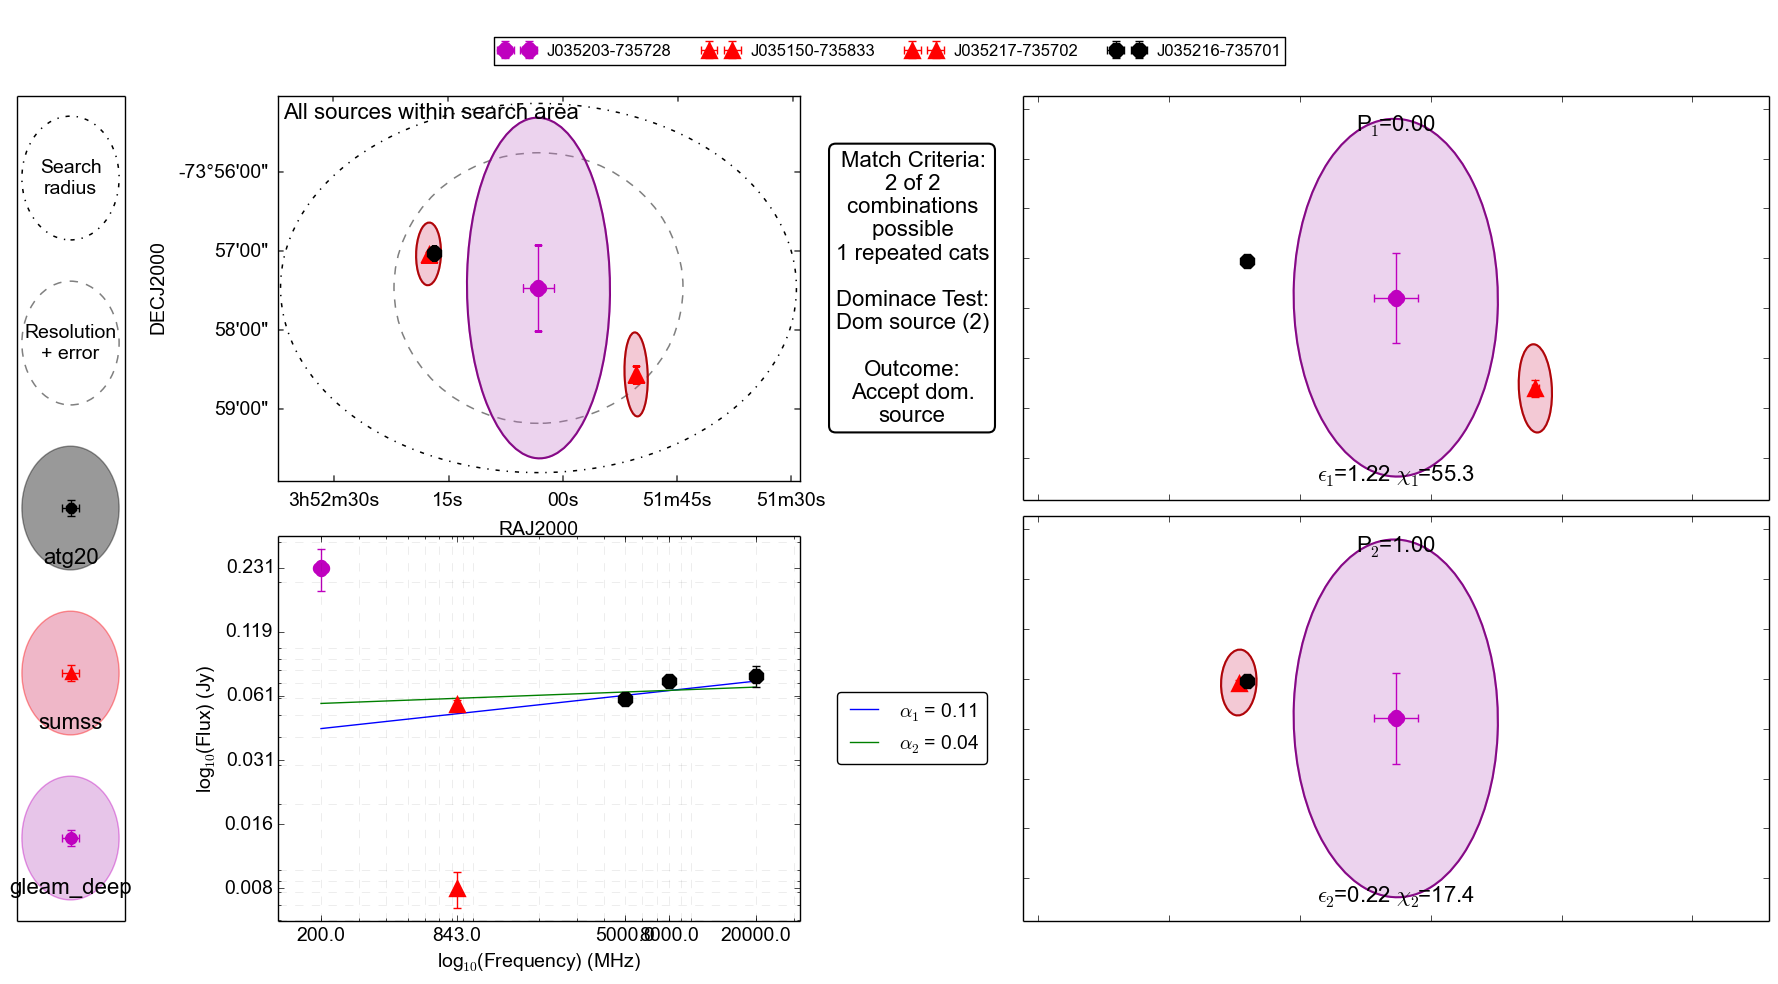 J035203-735728 J035150-735833 J035217-735702 J035216-735701
Search
radius
Resolution
+ error
atg20
sumss
gleam_deep
All sources within search area
DECJ2000
-73°56'00"
57'00"
58'00"
59'00"
3h52m30s 15s 00s 51m45s 51m30s
RAJ2000
Match Criteria:
2 of 2
combinations
possible
1 repeated cats
Dominace Test:
Dom source (2)
Outcome:
Accept dom.
source
P₁=0.00
ϵ₁=1.22 χ₁=55.3
log₁₀(Flux) (Jy)
0.231
0.119
0.061
0.031
0.016
0.008
200.0 843.0 5000.0 8000.0 20000.0
log₁₀(Frequency) (MHz)
α₁ = 0.11
α₂ = 0.04
P₂=1.00
ϵ₂=0.22 χ₂=17.4